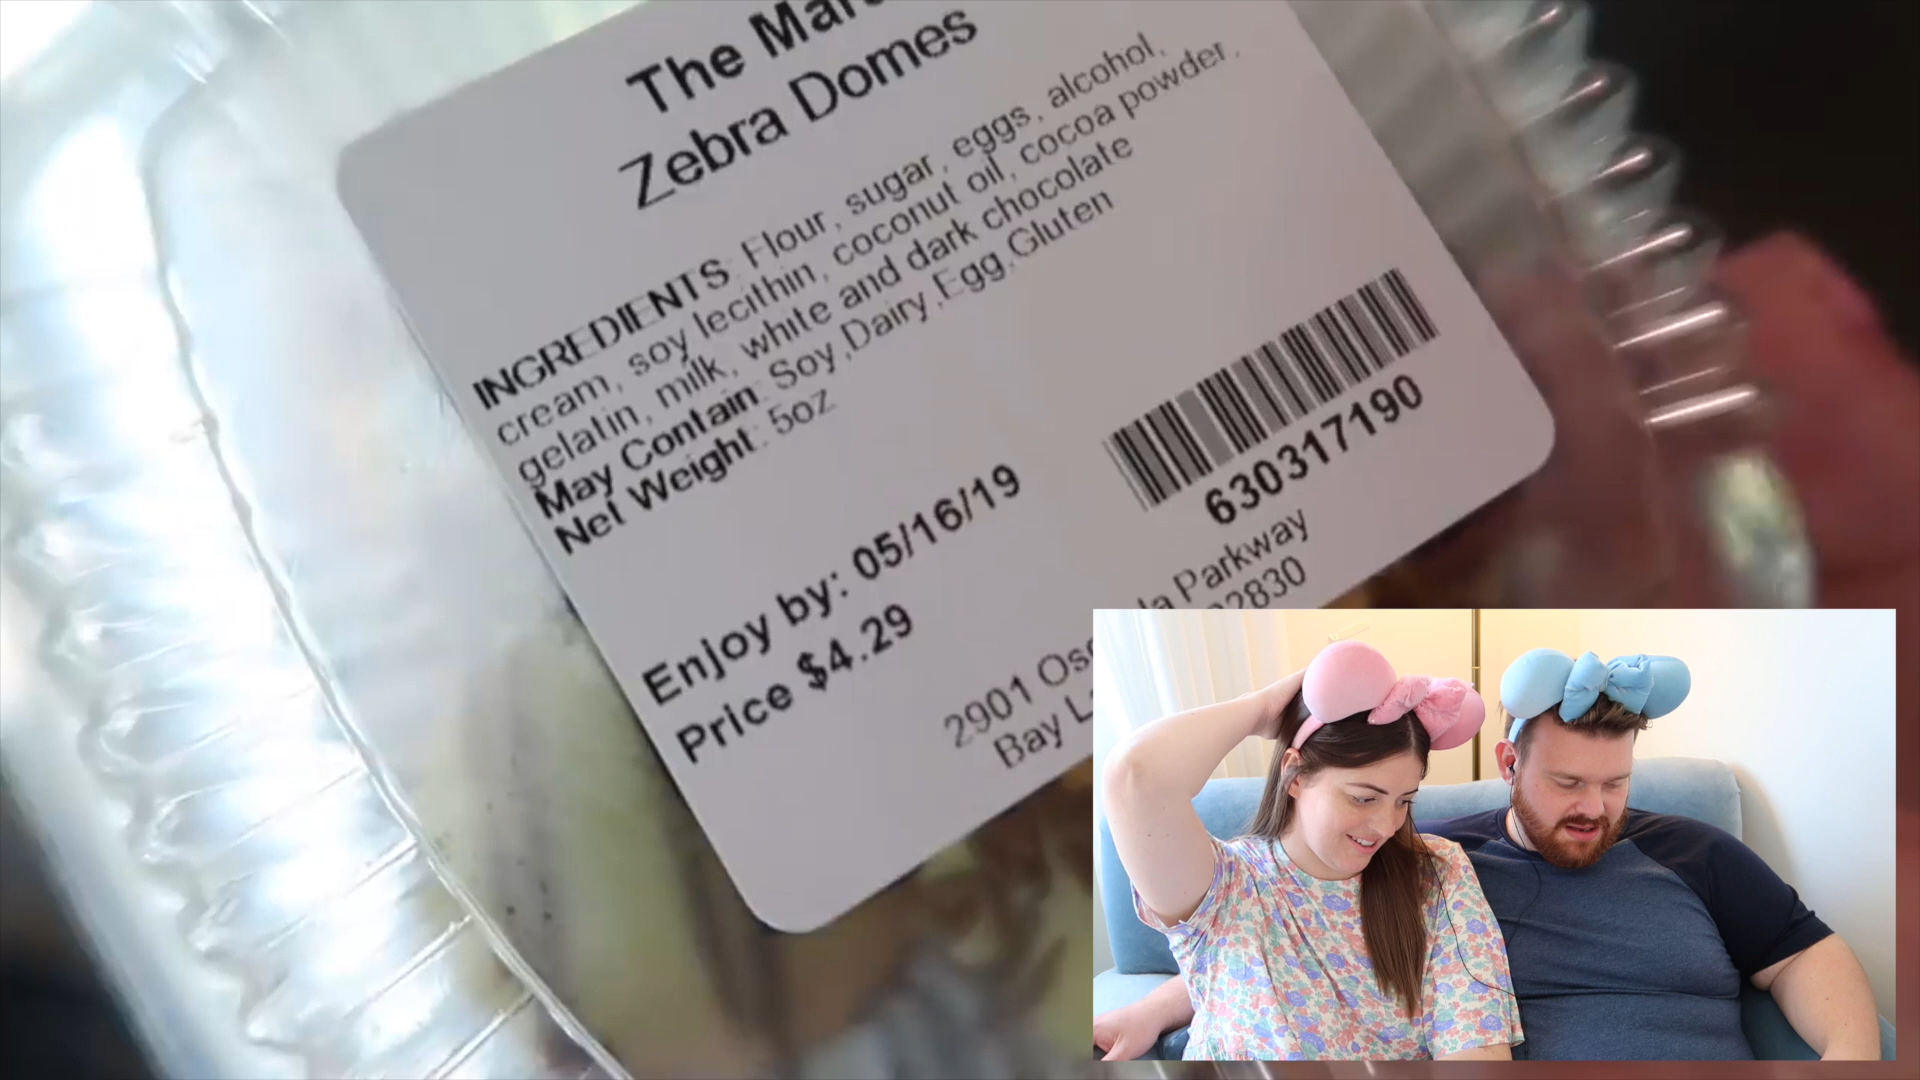 The
Zebra Domes
INGREDIENTS: Flour, sugar, eggs, alcohol,
cream, soy lecithin, coconut oil, cocoa powder,
gelatin, milk, white and dark chocolate
May Contain: Soy,Dairy,Egg,Gluten
Net Weight: 5oz
630317190
Enjoy by: 05/16/19
Price $4.29
Parkway
2901
Bay